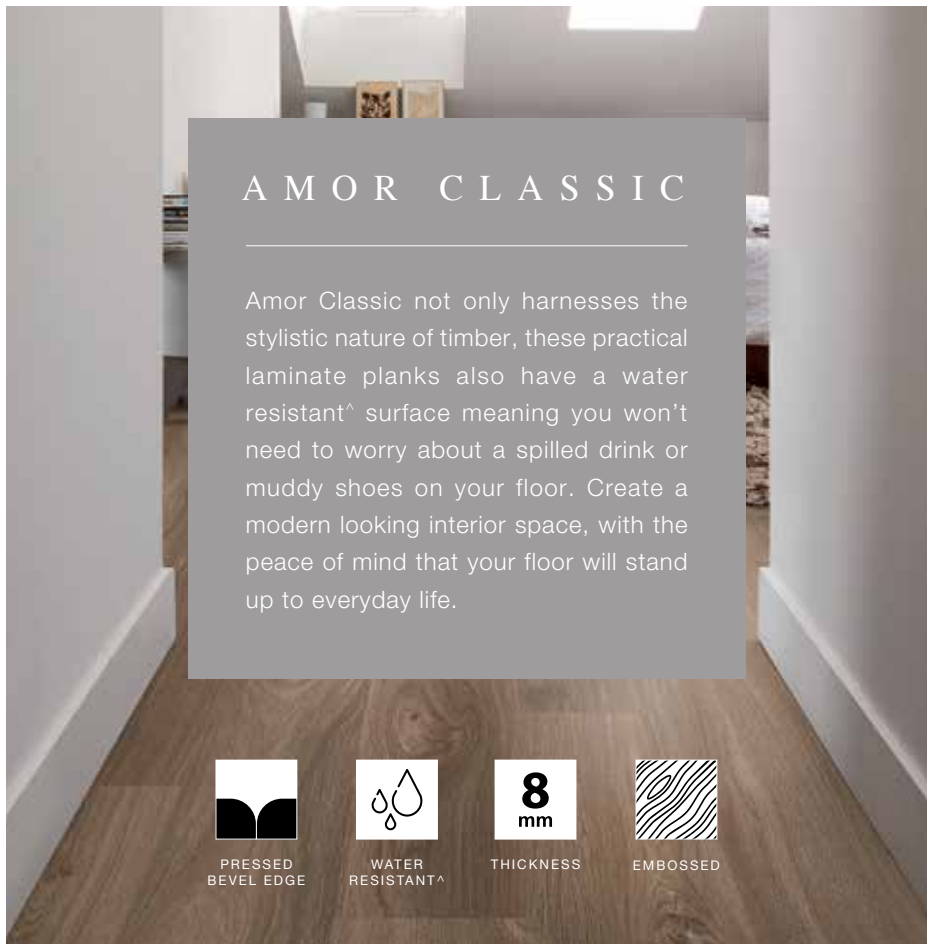 AMOR CLASSIC
Amor Classic not only harnesses the
stylistic nature of timber, these practical
laminate planks also have a water
resistant^ surface meaning you won’t
need to worry about a spilled drink or
muddy shoes on your floor. Create a
modern looking interior space, with the
peace of mind that your floor will stand
up to everyday life.
8
mm
PRESSED
BEVEL EDGE
WATER
RESISTANT^
THICKNESS
EMBOSSED